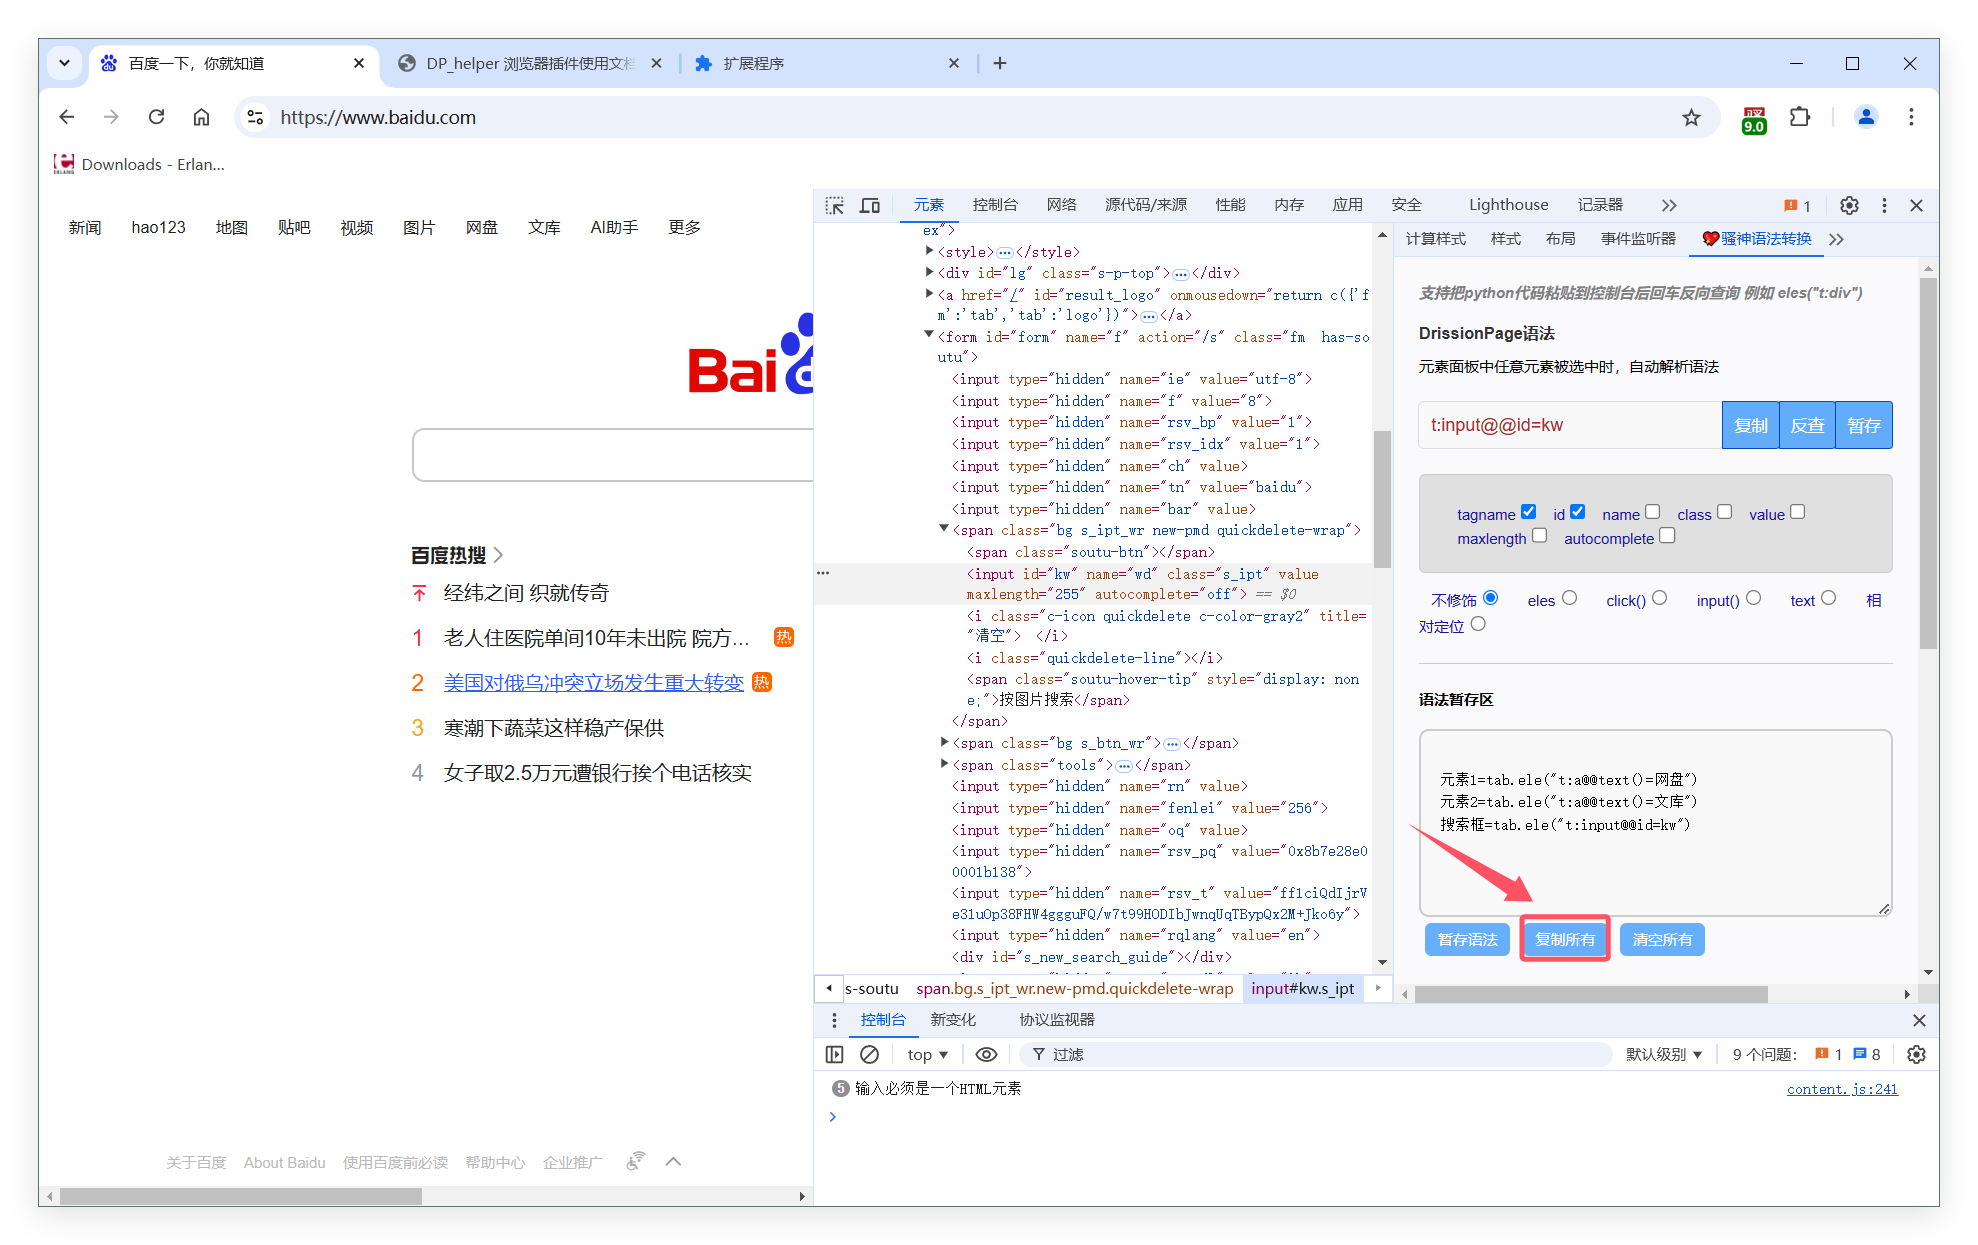 百度一下，你就知道
DP_helper 浏览器插件使用文档
扩展程序
https://www.baidu.com
9.0
Downloads - Erlan...
新闻 hao123 地图 贴吧 视频 图片 网盘 文库 AI助手 更多
Bai
百度热搜
经纬之间 织就传奇
1 老人住医院单间10年未出院 院方... 热
2 美国对俄乌冲突立场发生重大转变 热
3 寒潮下蔬菜这样稳产保供
4 女子取2.5万元遭银行挨个电话核实
关于百度 About Baidu 使用百度前必读 帮助中心 企业推广
元素 控制台 网络 源代码/来源 性能 内存 应用 安全 Lighthouse 记录器 1
ex">
<style>…</style>
<div id="lg" class="s-p-top">…</div>
<a href="/" id="result_logo" onmousedown="return c({'f
m':'tab','tab':'logo'})">…</a>
<form id="form" name="f" action="/s" class="fm  has-so
utu">
<input type="hidden" name="ie" value="utf-8">
<input type="hidden" name="f" value="8">
<input type="hidden" name="rsv_bp" value="1">
<input type="hidden" name="rsv_idx" value="1">
<input type="hidden" name="ch" value>
<input type="hidden" name="tn" value="baidu">
<input type="hidden" name="bar" value>
<span class="bg s_ipt_wr new-pmd quickdelete-wrap">
<span class="soutu-btn"></span>
<input id="kw" name="wd" class="s_ipt" value
maxlength="255" autocomplete="off"> == $0
<i class="c-icon quickdelete c-color-gray2" title=
"清空"> </i>
<i class="quickdelete-line"></i>
<span class="soutu-hover-tip" style="display: non
e;">按图片搜索</span>
</span>
<span class="bg s_btn_wr">…</span>
<span class="tools">…</span>
<input type="hidden" name="rn" value>
<input type="hidden" name="fenlei" value="256">
<input type="hidden" name="oq" value>
<input type="hidden" name="rsv_pq" value="0x8b7e28e0
0001b138">
<input type="hidden" name="rsv_t" value="ff1ciQdIjrV
e31uOp38FHW4ggguFQ/w7t99HODIbJwnqUqTBypQx2M+Jko6y">
<input type="hidden" name="rqlang" value="en">
<div id="s_new_search_guide"></div>
s-soutu span.bg.s_ipt_wr.new-pmd.quickdelete-wrap input#kw.s_ipt
计算样式 样式 布局 事件监听器 骚神语法转换
支持把python代码粘贴到控制台后回车反向查询 例如 eles("t:div")
DrissionPage语法
元素面板中任意元素被选中时，自动解析语法
t:input@@id=kw 复制 反查 暂存
tagname id name class value
maxlength autocomplete
不修饰 eles click() input() text 相
对定位
语法暂存区
元素1=tab.ele("t:a@@text()=网盘")
元素2=tab.ele("t:a@@text()=文库")
搜索框=tab.ele("t:input@@id=kw")
暂存语法 复制所有 清空所有
控制台 新变化 协议监视器
top 过滤 默认级别 9 个问题： 1 8
5 输入必须是一个HTML元素 content.js:241